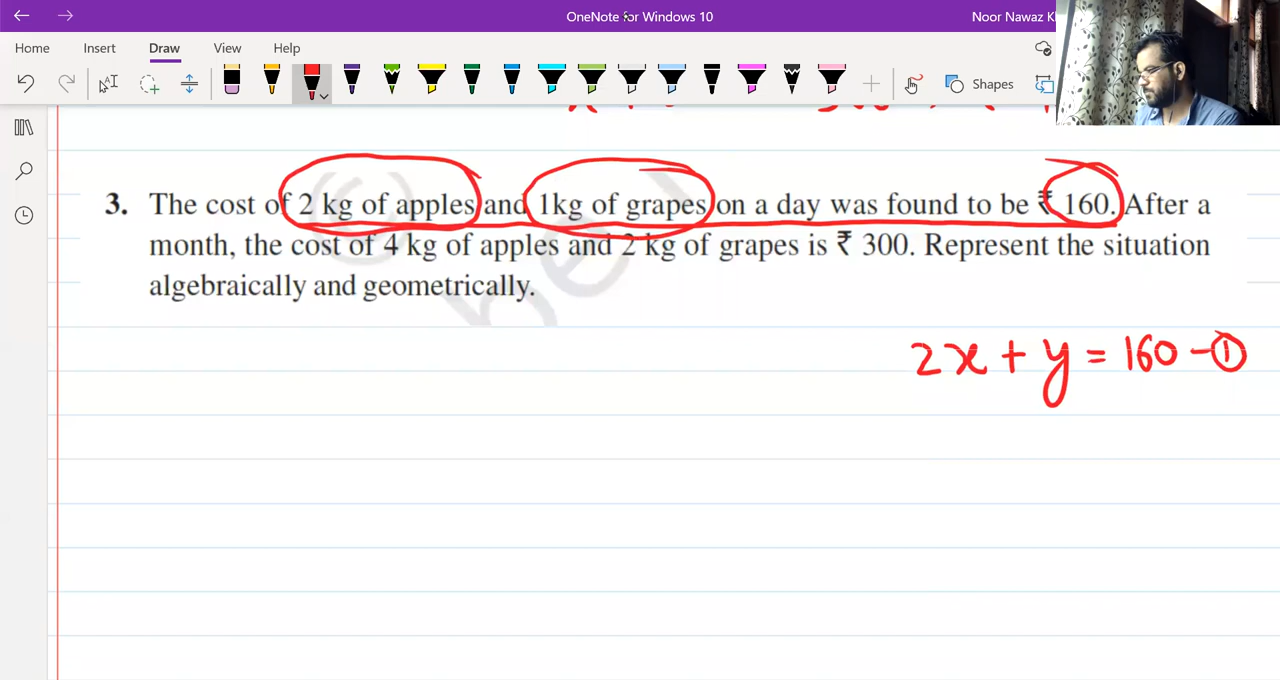 OneNote for Windows 10
Noor Nawaz
Home Insert Draw View Help
Shapes
3. The cost of 2 kg of apples and 1kg of grapes on a day was found to be ₹ 160. After a
month, the cost of 4 kg of apples and 2 kg of grapes is ₹ 300. Represent the situation
algebraically and geometrically.
2x + y = 160 - ①